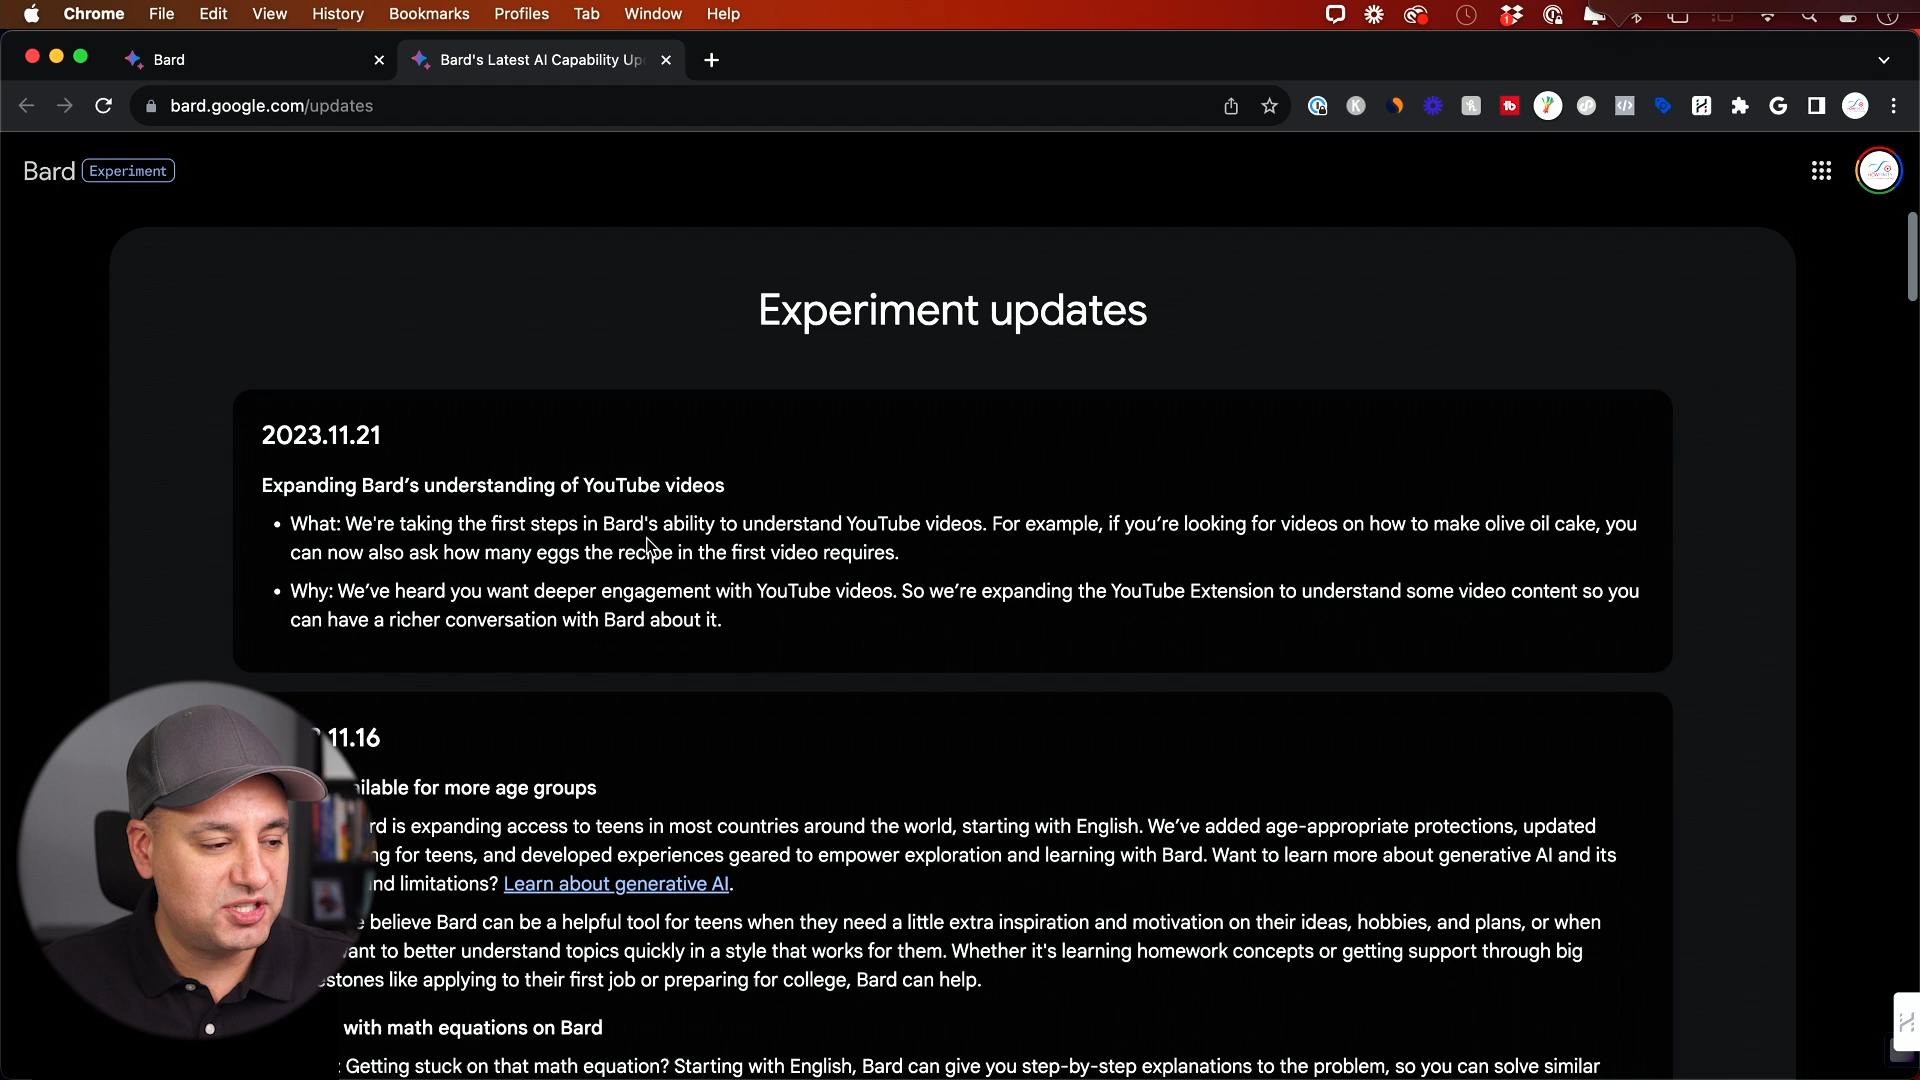 Chrome File Edit View History Bookmarks Profiles Tab Window Help
Bard
Bard's Latest AI Capability Up
bard.google.com/updates
Bard Experiment
Experiment updates
2023.11.21
Expanding Bard’s understanding of YouTube videos
• What: We're taking the first steps in Bard's ability to understand YouTube videos. For example, if you’re looking for videos on how to make olive oil cake, you
can now also ask how many eggs the recipe in the first video requires.
• Why: We’ve heard you want deeper engagement with YouTube videos. So we’re expanding the YouTube Extension to understand some video content so you
can have a richer conversation with Bard about it.
11.16
ilable for more age groups
rd is expanding access to teens in most countries around the world, starting with English. We’ve added age-appropriate protections, updated
ng for teens, and developed experiences geared to empower exploration and learning with Bard. Want to learn more about generative AI and its
nd limitations? Learn about generative AI.
e believe Bard can be a helpful tool for teens when they need a little extra inspiration and motivation on their ideas, hobbies, and plans, or when
ant to better understand topics quickly in a style that works for them. Whether it's learning homework concepts or getting support through big
stones like applying to their first job or preparing for college, Bard can help.
with math equations on Bard
: Getting stuck on that math equation? Starting with English, Bard can give you step-by-step explanations to the problem, so you can solve similar